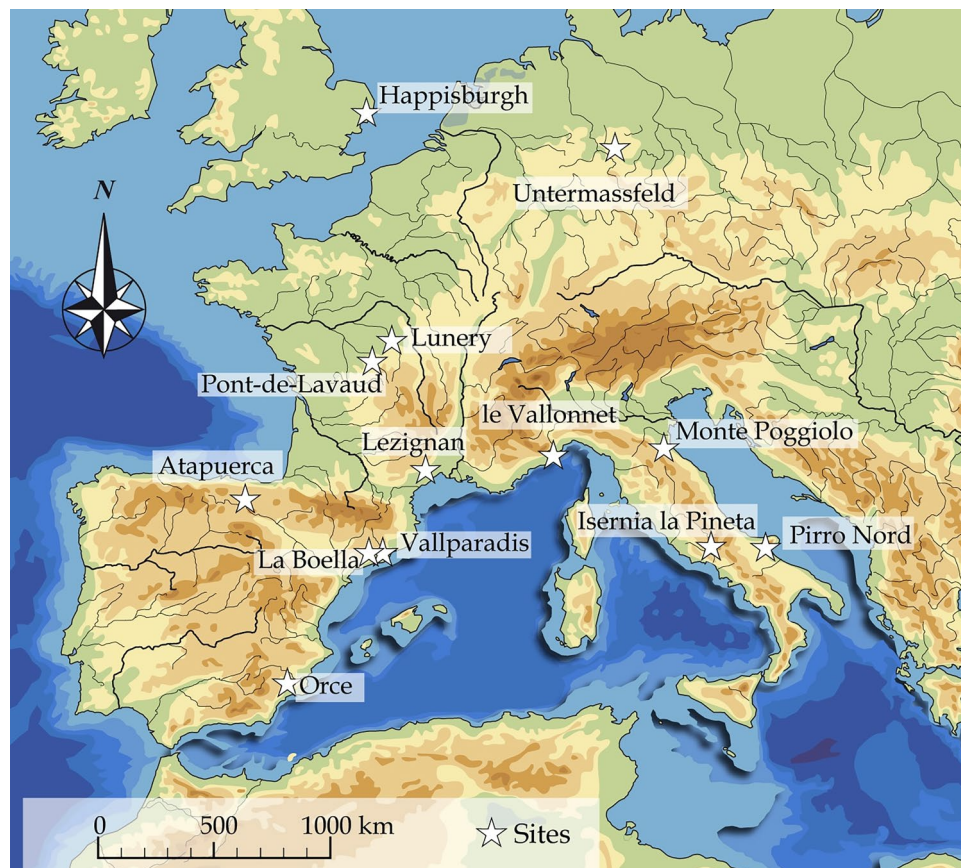 Happisburgh
Untermassfeld
N
Lunery
Pont-de-Lavaud
le Vallonnet
Lezignan
Monte Poggiolo
Atapuerca
Isernia la Pineta
Pirro Nord
La Boella
Vallparadis
Orce
0 500 1000 km
Sites